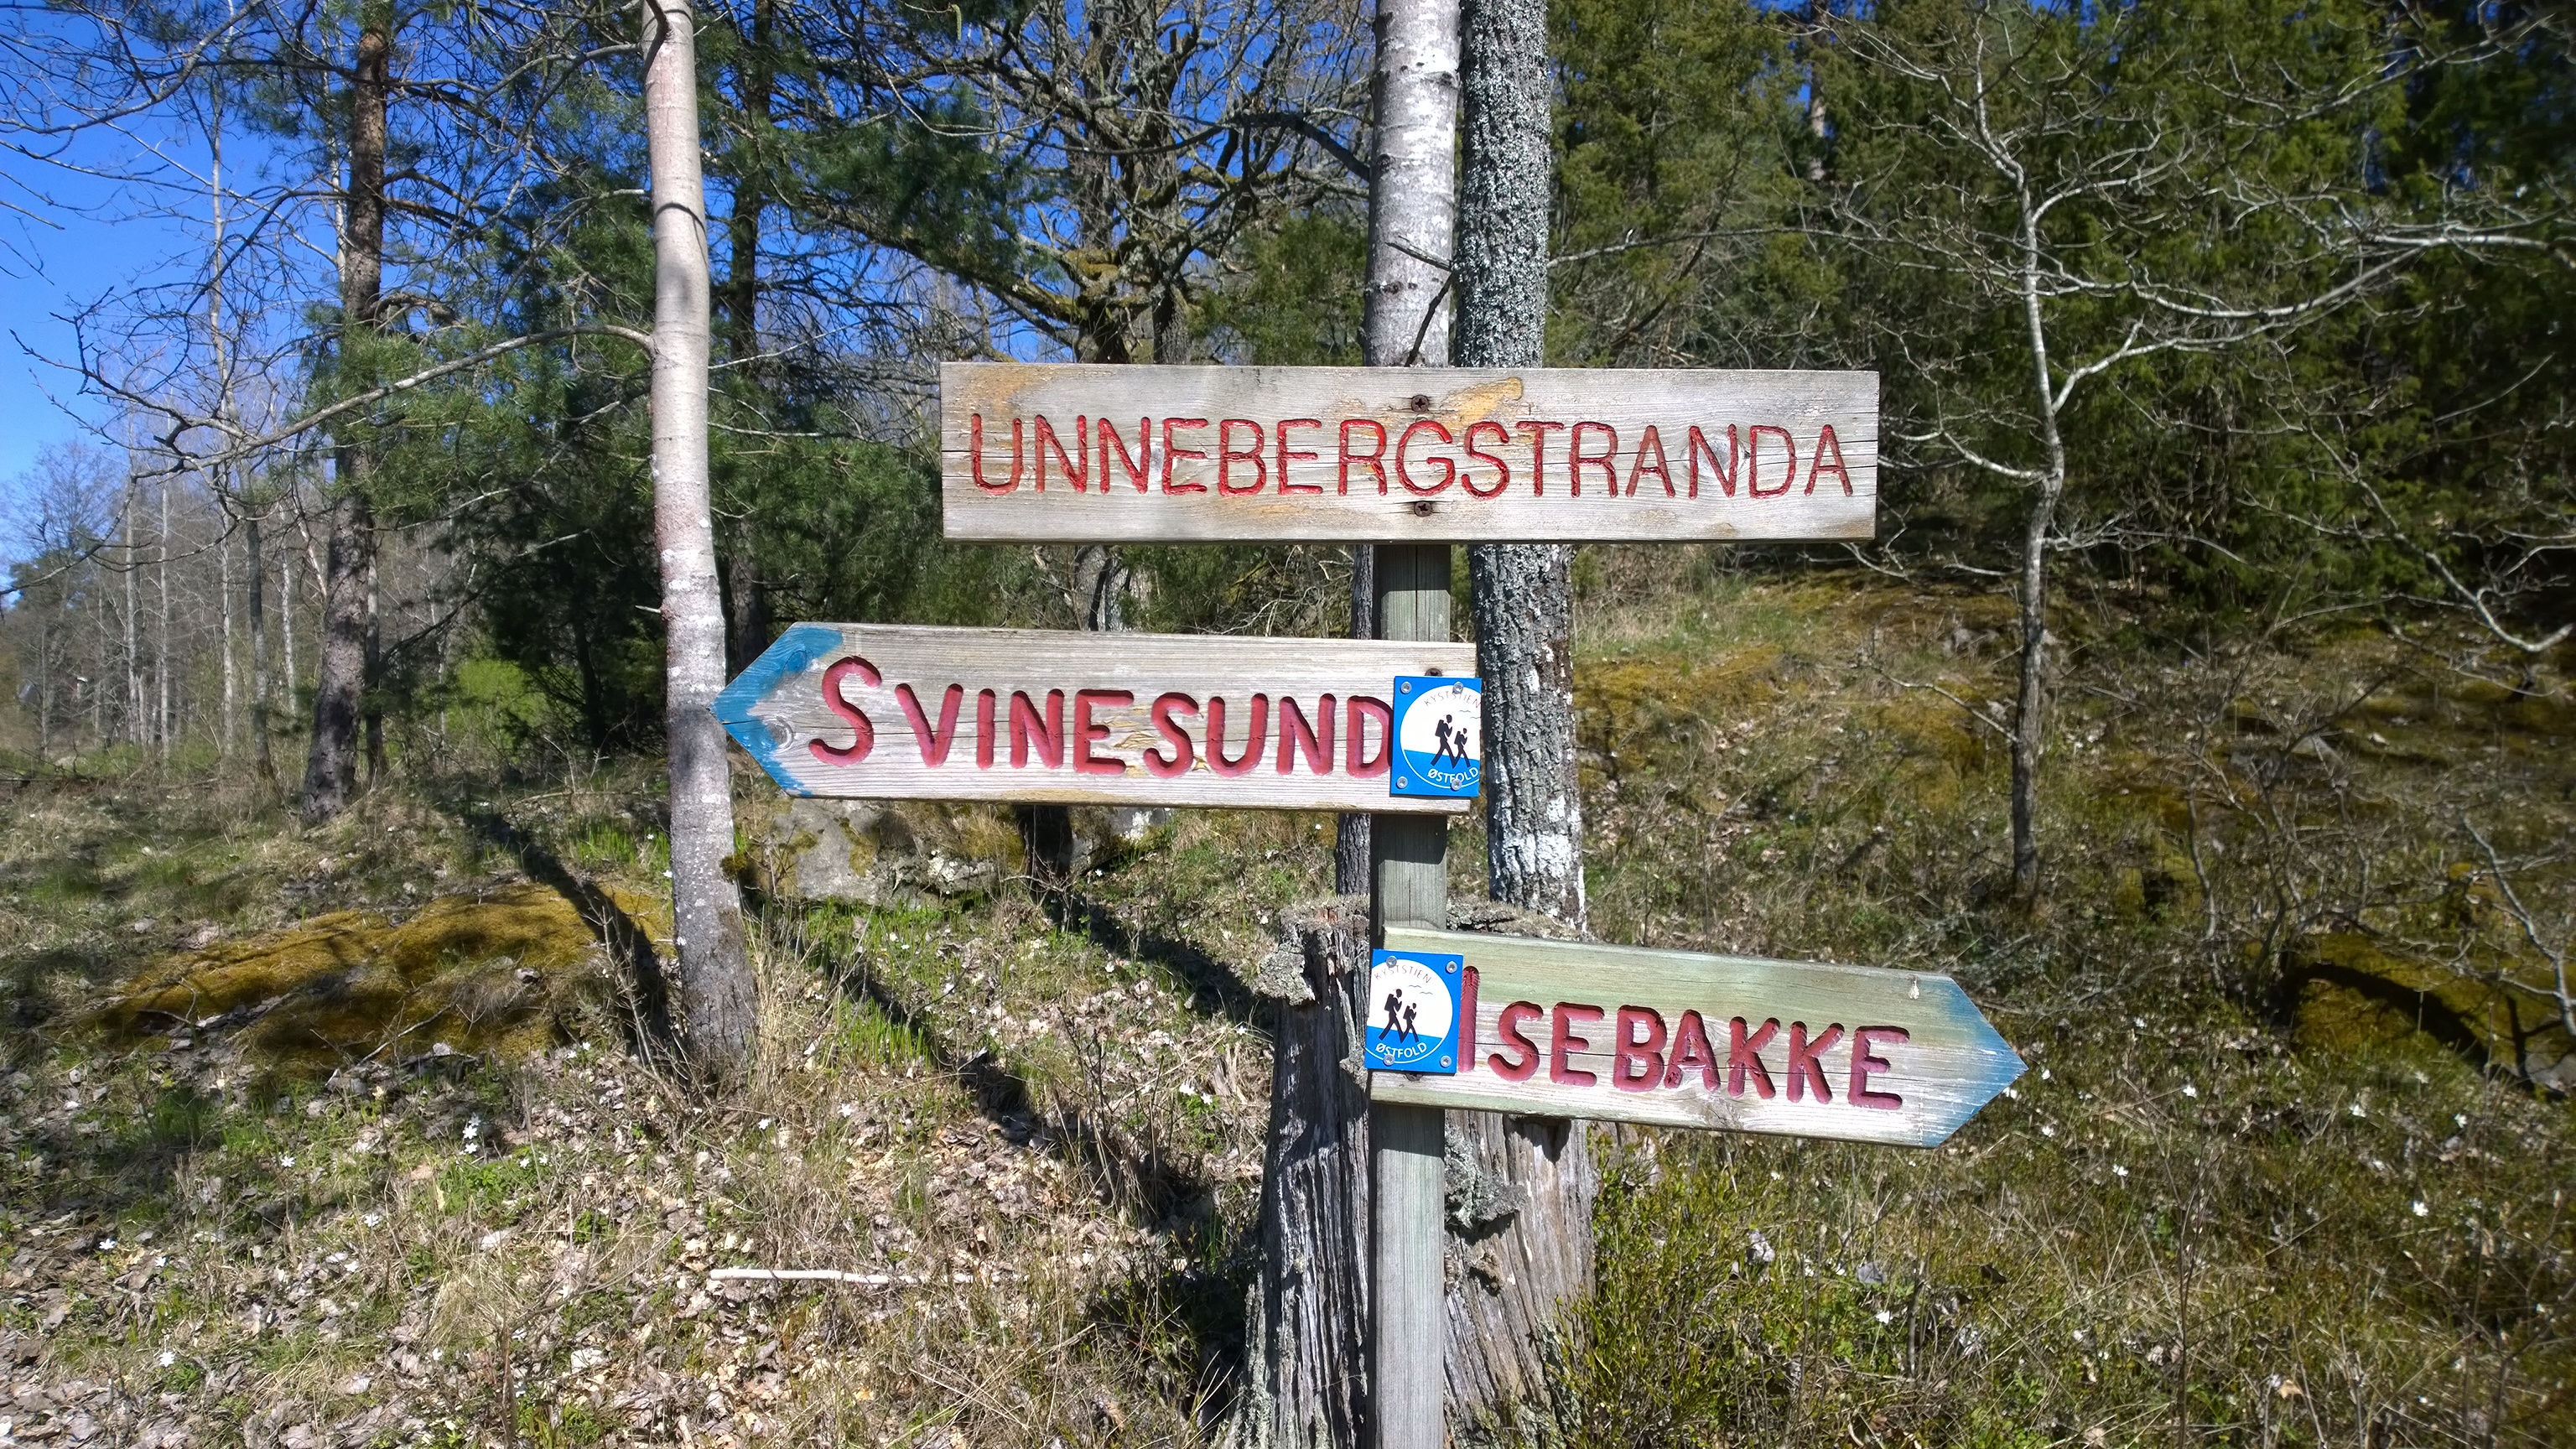 UNNEBERGSTRANDA
SVINESUND
KYSTSTIEN
ØSTFOLD
KYSTSTIEN
ØSTFOLD
ISEBAKKE